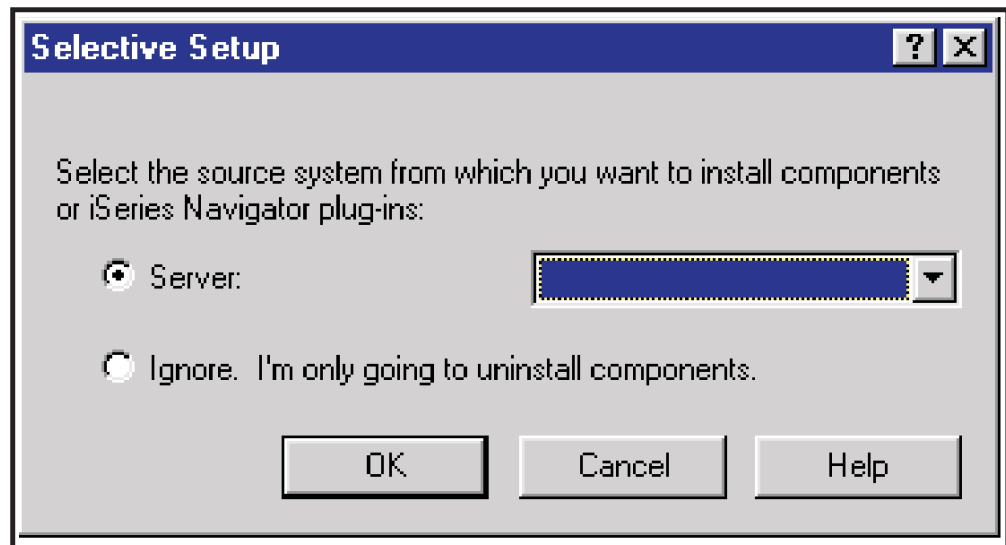 Selective Setup
Select the source system from which you want to install components
or iSeries Navigator plug-ins:
Server:
Ignore.  I'm only going to uninstall components.
OK Cancel Help